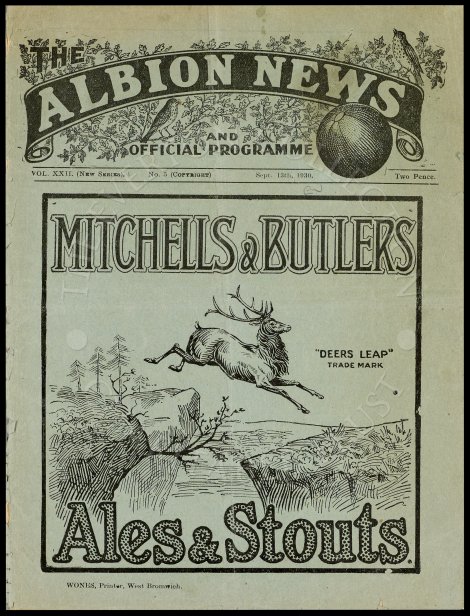 THE
ALBION NEWS
AND
OFFICIAL PROGRAMME
VOL. XXII. (NEW SERIES). No. 5 (COPYRIGHT) Sept. 13th, 1930. Two Pence.
MITCHELLS & BUTLERS
"DEERS LEAP"
TRADE MARK
Ales & Stouts.
WONES, Printer, West Bromwich.